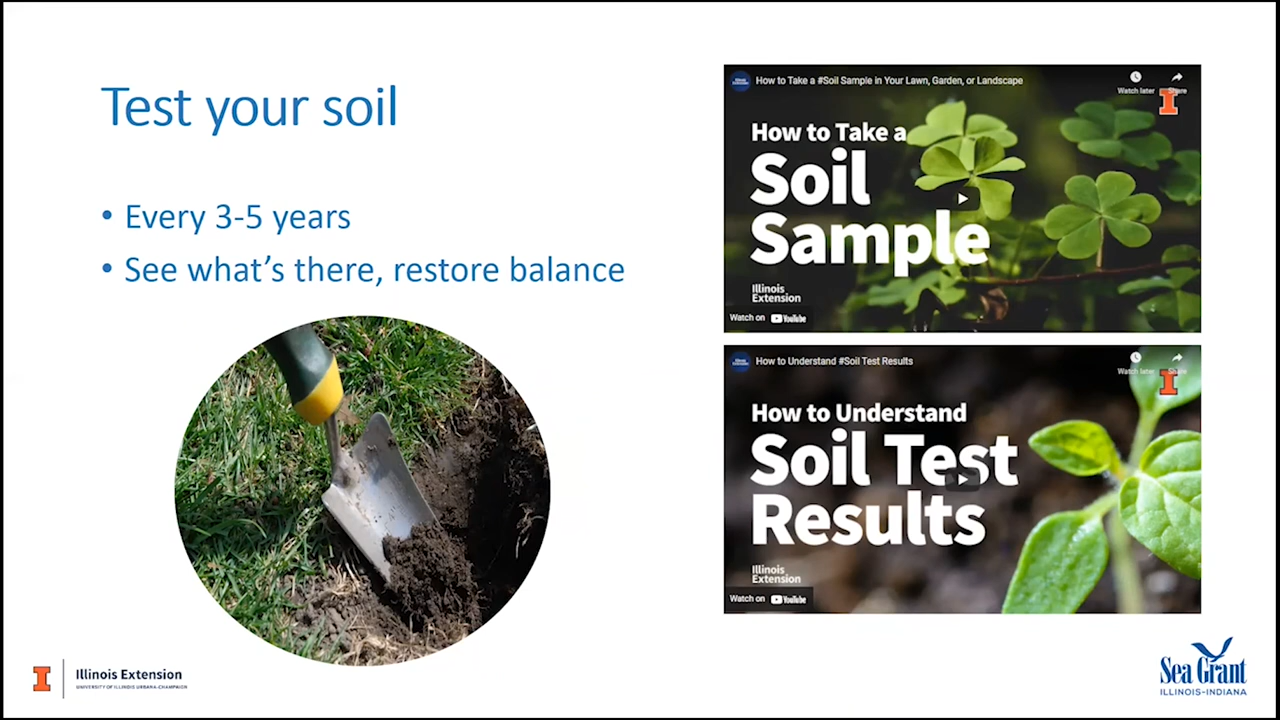 Test your soil
• Every 3-5 years
• See what's there, restore balance
How to Take a #Soil Sample in Your Lawn, Garden, or Landscape
Watch later
Share
How to Take a
Soil
Sample
Illinois
Extension
Watch on YouTube
How to Understand #Soil Test Results
Watch later
Share
How to Understand
Soil Test
Results
Illinois
Extension
Watch on YouTube
I
Illinois Extension
UNIVERSITY OF ILLINOIS URBANA-CHAMPAIGN
Sea Grant
ILLINOIS-INDIANA